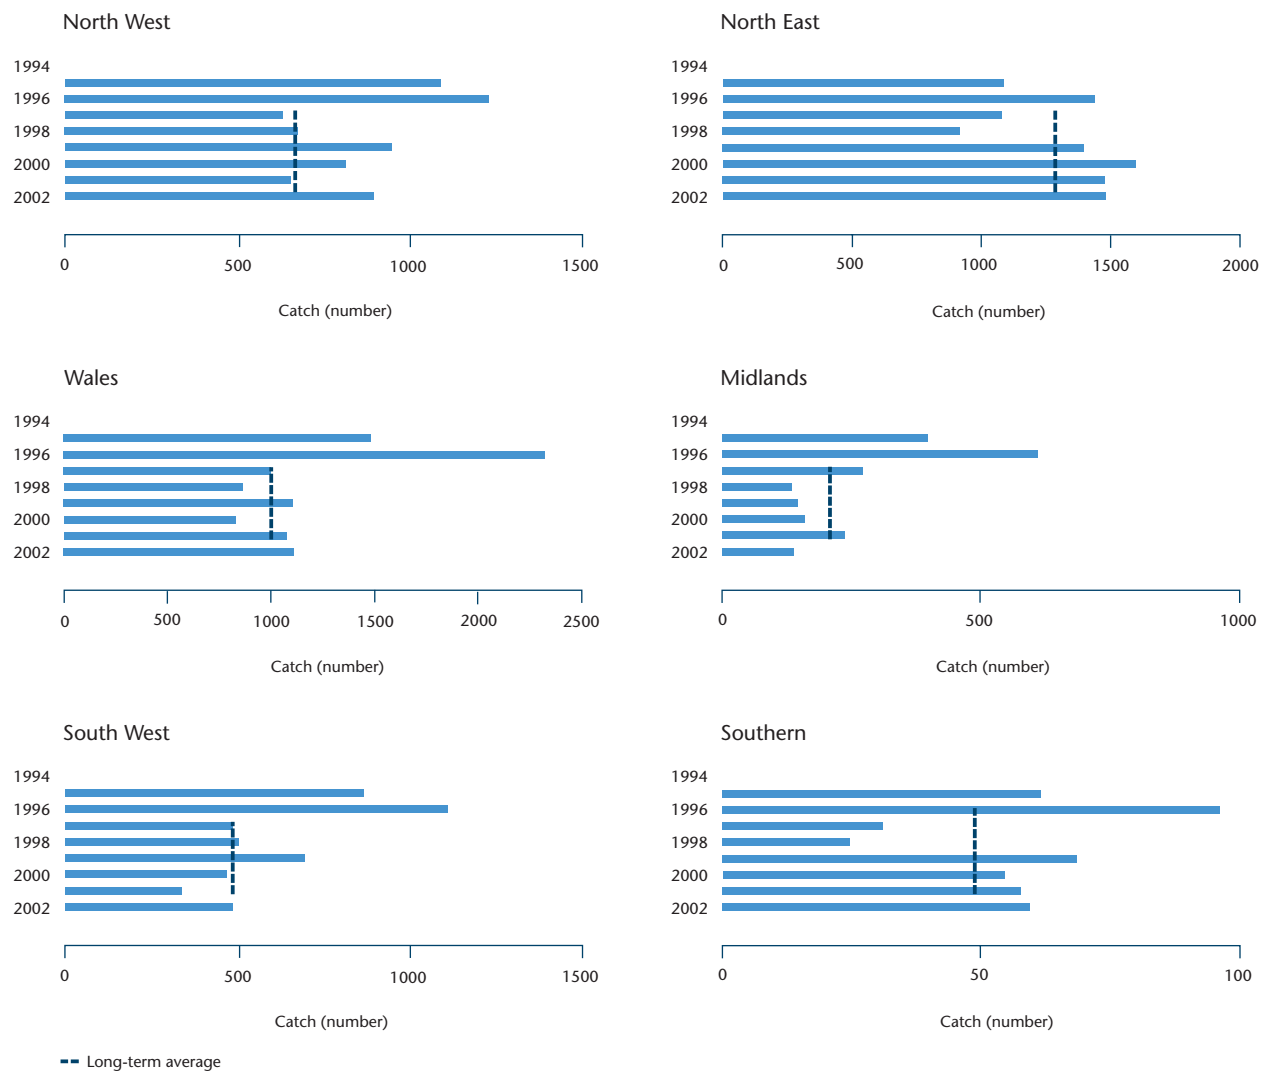 North West
1994
1996
1998
2000
2002
0 500 1000 1500
Catch (number)
North East
1994
1996
1998
2000
2002
0 500 1000 1500 2000
Catch (number)
Wales
1994
1996
1998
2000
2002
0 500 1000 1500 2000 2500
Catch (number)
Midlands
1994
1996
1998
2000
2002
0 500 1000
Catch (number)
South West
1994
1996
1998
2000
2002
0 500 1000 1500
Catch (number)
Southern
1994
1996
1998
2000
2002
0 50 100
Catch (number)
Long-term average